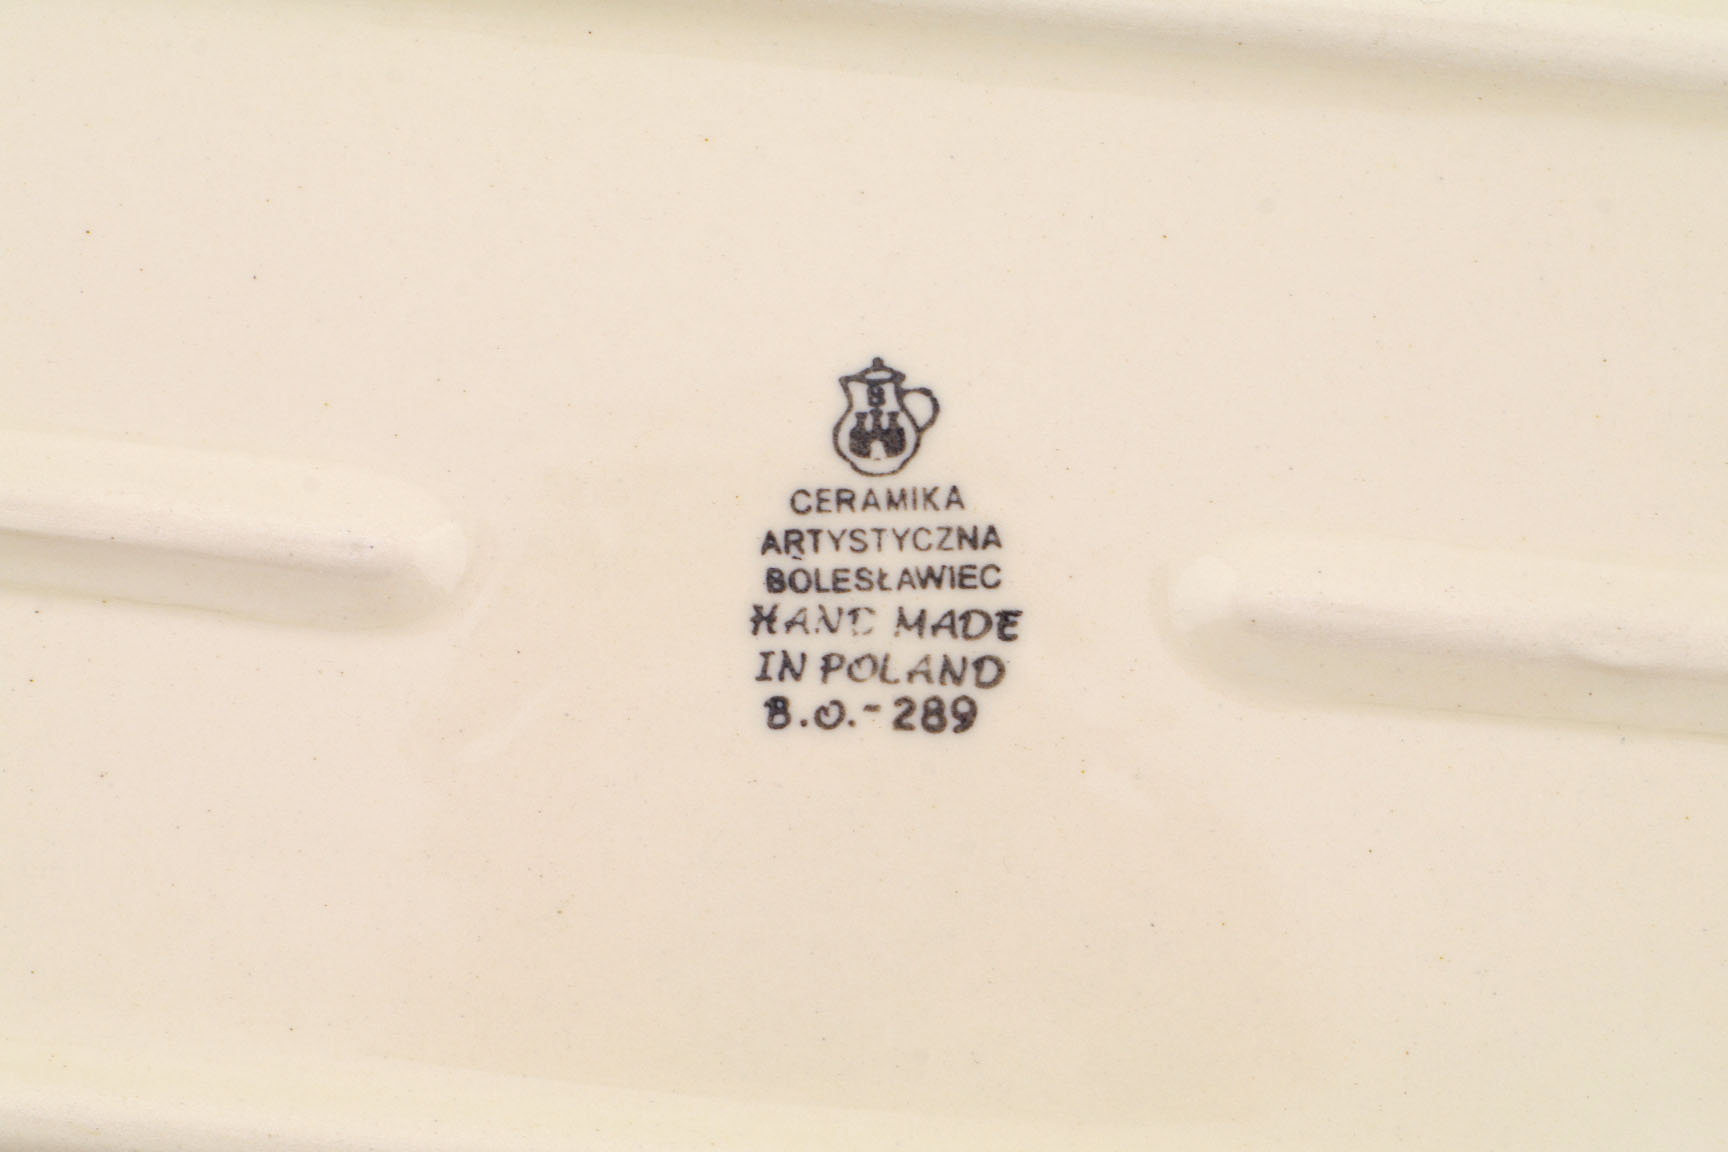 B
CERAMIKA
ARTYSTYCZNA
BOLESŁAWIEC
HAND MADE
IN POLAND
B.O.-289